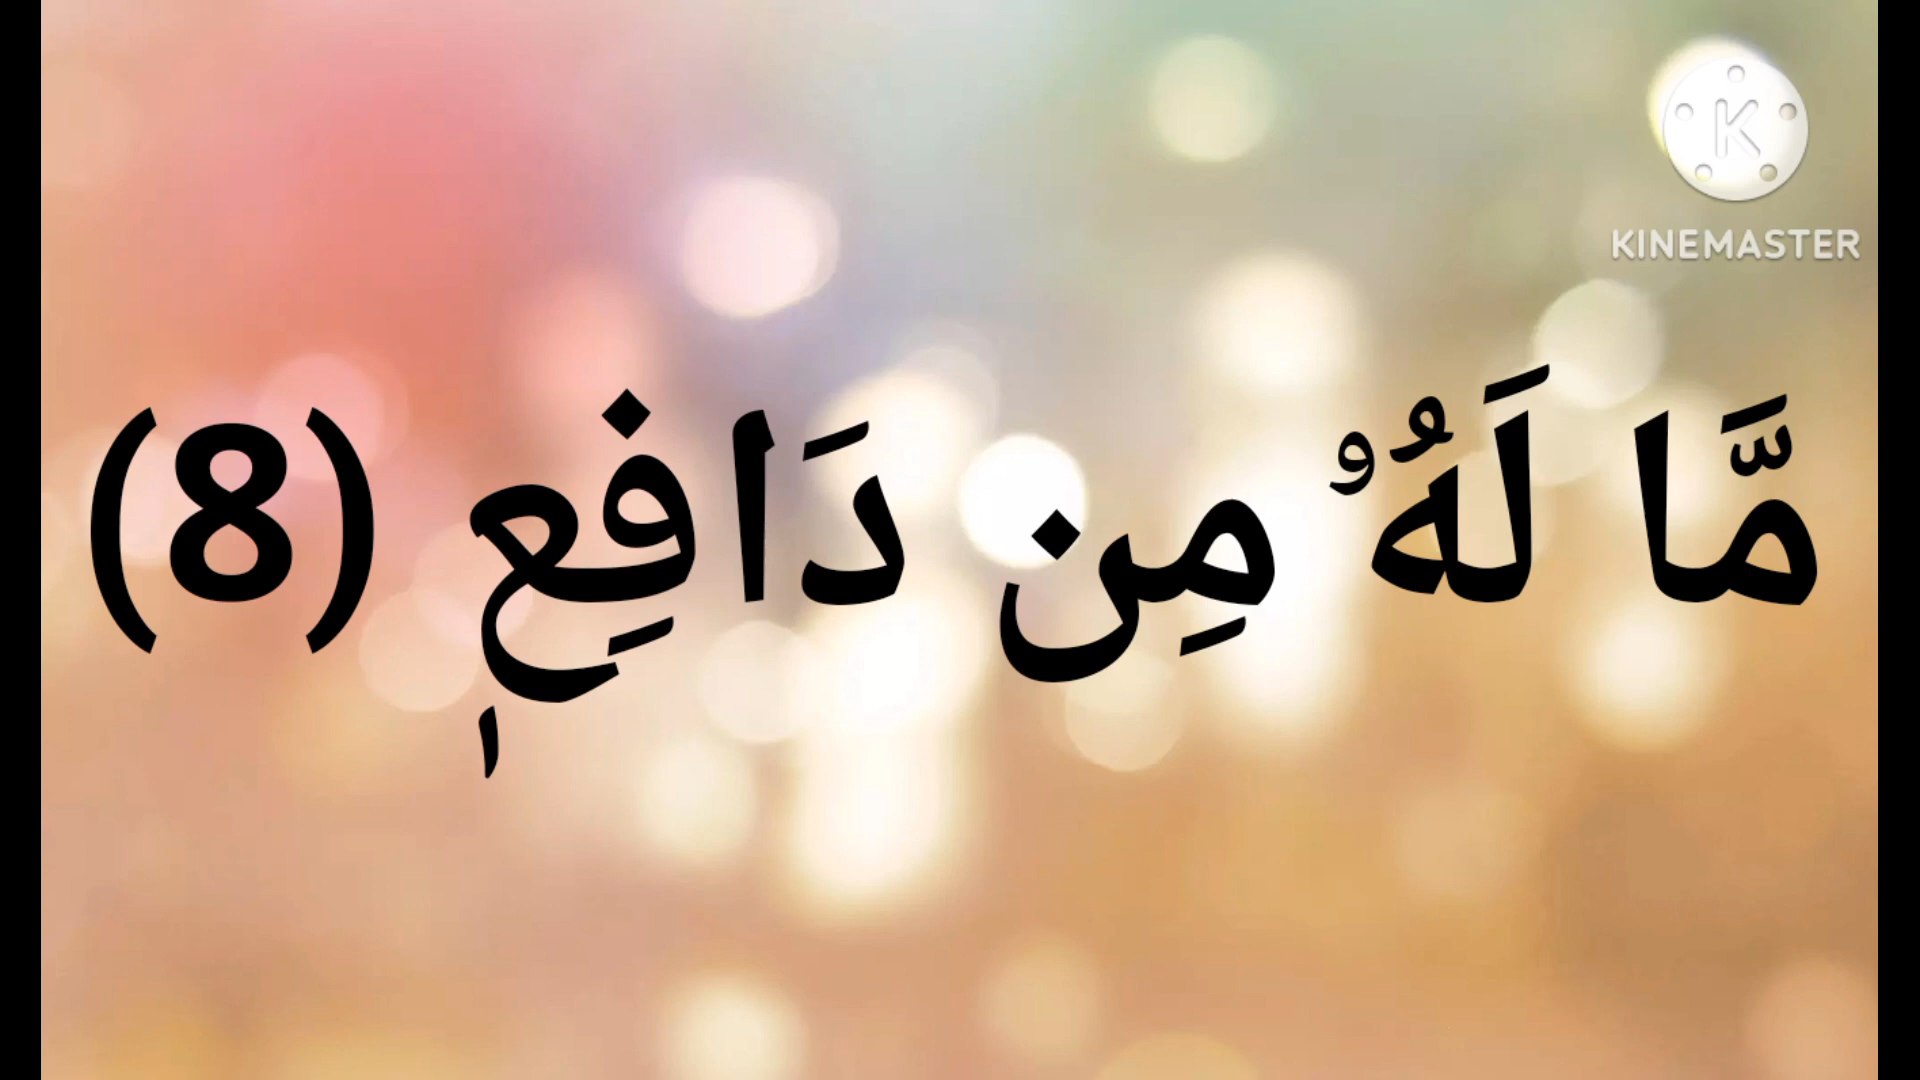 K
KINEMASTER
مَّا لَهُۥ مِن دَافِعٖ (8)